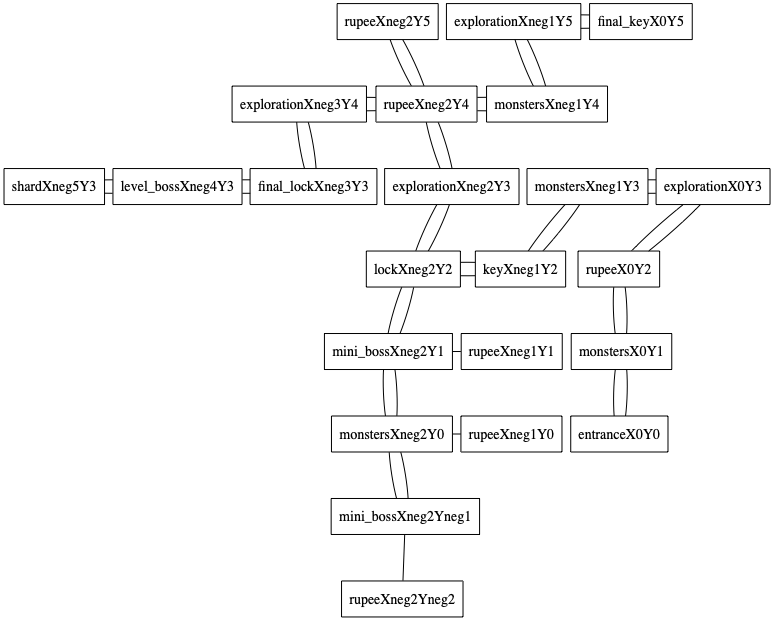 rupeeXneg2Y5
explorationXneg1Y5
final_keyX0Y5
explorationXneg3Y4
rupeeXneg2Y4
monstersXneg1Y4
shardXneg5Y3
level_bossXneg4Y3
final_lockXneg3Y3
explorationXneg2Y3
monstersXneg1Y3
explorationX0Y3
lockXneg2Y2
keyXneg1Y2
rupeeX0Y2
mini_bossXneg2Y1
rupeeXneg1Y1
monstersX0Y1
monstersXneg2Y0
rupeeXneg1Y0
entranceX0Y0
mini_bossXneg2Yneg1
rupeeXneg2Yneg2